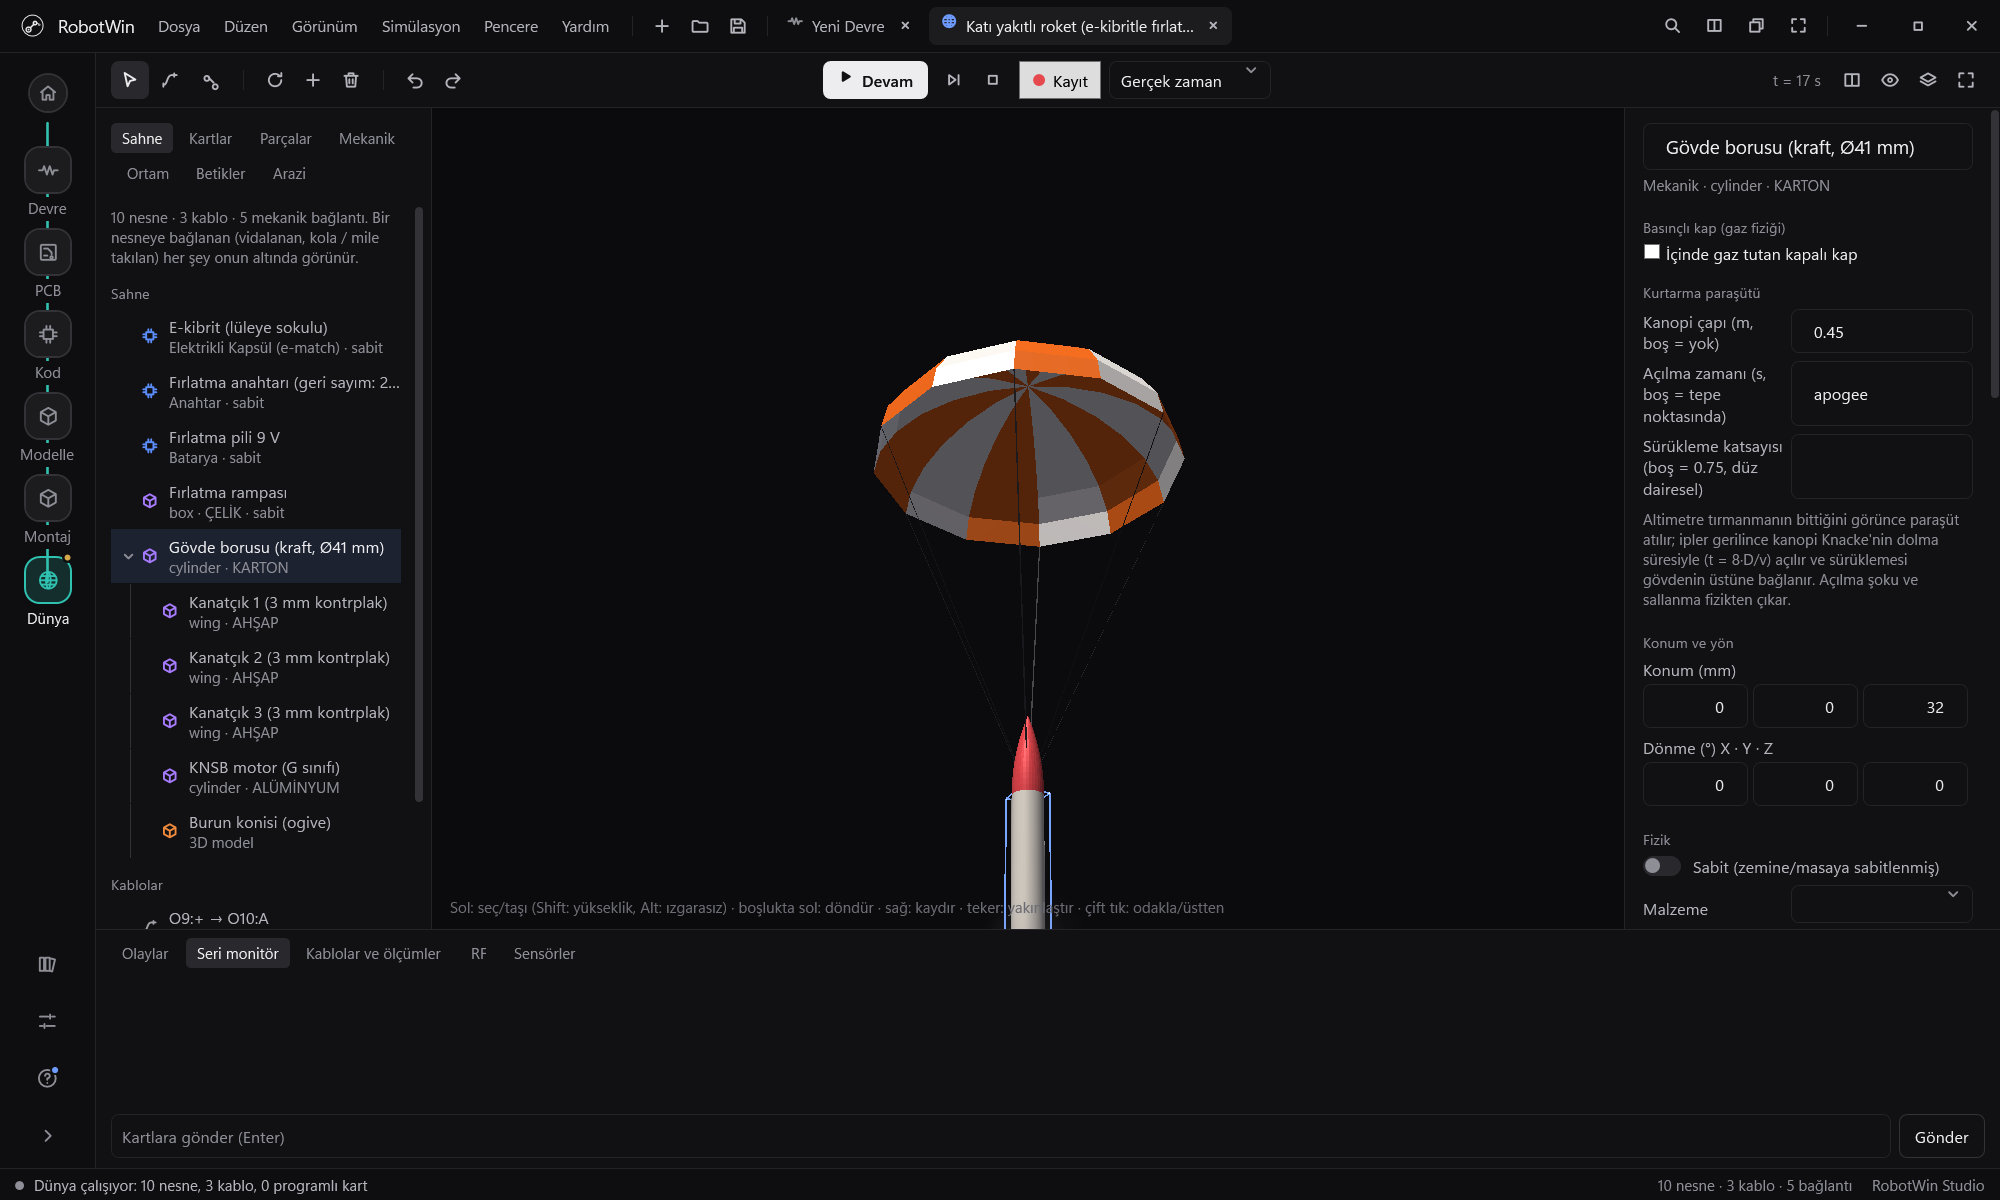 RobotWin Dosya Düzen Görünüm Simülasyon Pencere Yardım Yeni Devre × Katı yakıtlı roket (e-kibritle fırlat... ×
Devam Kayıt Gerçek zaman t = 17 s
Devre
PCB
Kod
Modelle
Montaj
Dünya
Sahne Kartlar Parçalar Mekanik
Ortam Betikler Arazi
10 nesne · 3 kablo · 5 mekanik bağlantı. Bir
nesneye bağlanan (vidalanan, kola / mile
takılan) her şey onun altında görünür.
Sahne
E-kibrit (lüleye sokulu)
Elektrikli Kapsül (e-match) · sabit
Fırlatma anahtarı (geri sayım: 2...
Anahtar · sabit
Fırlatma pili 9 V
Batarya · sabit
Fırlatma rampası
box · ÇELİK · sabit
Gövde borusu (kraft, Ø41 mm)
cylinder · KARTON
Kanatçık 1 (3 mm kontrplak)
wing · AHŞAP
Kanatçık 2 (3 mm kontrplak)
wing · AHŞAP
Kanatçık 3 (3 mm kontrplak)
wing · AHŞAP
KNSB motor (G sınıfı)
cylinder · ALÜMİNYUM
Burun konisi (ogive)
3D model
Kablolar
O9:+ → O10:A
Sol: seç/taşı (Shift: yükseklik, Alt: ızgarasız) · boşlukta sol: döndür · sağ: kaydır · teker: yakınlaştır · çift tık: odakla/üstten
Gövde borusu (kraft, Ø41 mm)
Mekanik · cylinder · KARTON
Basınçlı kap (gaz fiziği)
İçinde gaz tutan kapalı kap
Kurtarma paraşütü
Kanopi çapı (m,
boş = yok)
0.45
Açılma zamanı (s,
boş = tepe
noktasında)
apogee
Sürükleme katsayısı
(boş = 0.75, düz
dairesel)
Altimetre tırmanmanın bittiğini görünce paraşüt
atılır; ipler gerilince kanopi Knacke'nin dolma
süresiyle (t = 8·D/v) açılır ve sürüklemesi
gövdenin üstüne bağlanır. Açılma şoku ve
sallanma fizikten çıkar.
Konum ve yön
Konum (mm)
0 0 32
Dönme (°) X · Y · Z
0 0 0
Fizik
Sabit (zemine/masaya sabitlenmiş)
Malzeme
Olaylar Seri monitör Kablolar ve ölçümler RF Sensörler
Kartlara gönder (Enter) Gönder
Dünya çalışıyor: 10 nesne, 3 kablo, 0 programlı kart 10 nesne · 3 kablo · 5 bağlantı RobotWin Studio